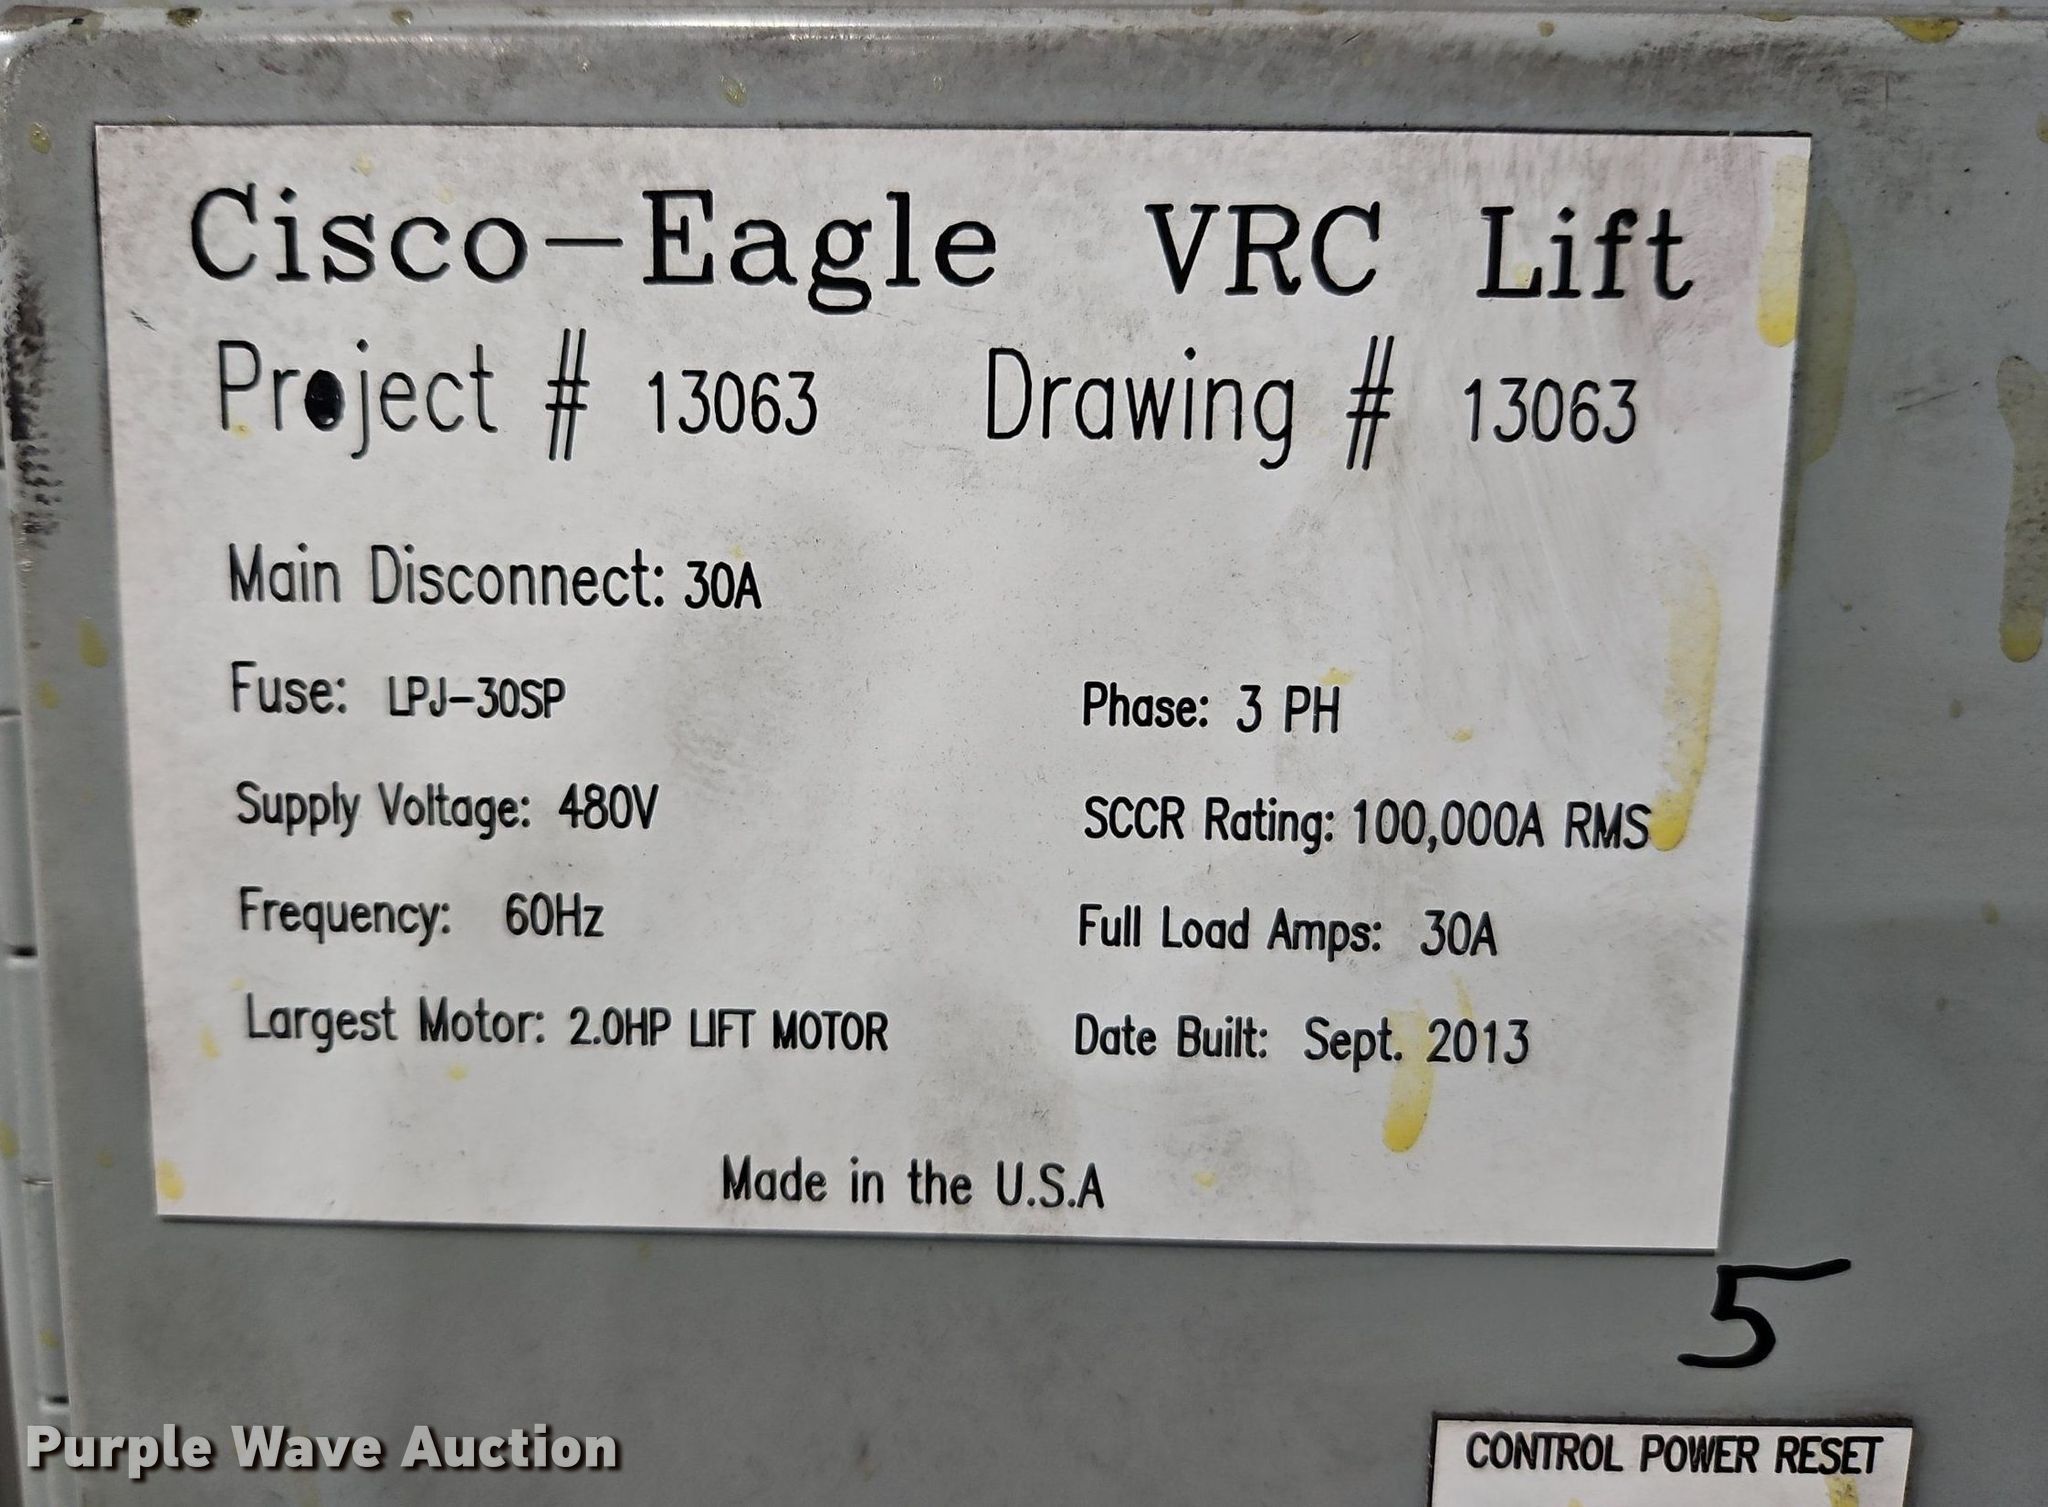 Cisco-Eagle VRC Lift
Project # 13063 Drawing # 13063
Main Disconnect: 30A
Fuse: LPJ-30SP Phase: 3 PH
Supply Voltage: 480V SCCR Rating: 100,000A RMS
Frequency: 60Hz Full Load Amps: 30A
Largest Motor: 2.0HP LIFT MOTOR Date Built: Sept. 2013
Made in the U.S.A
5
CONTROL POWER RESET
Purple Wave Auction